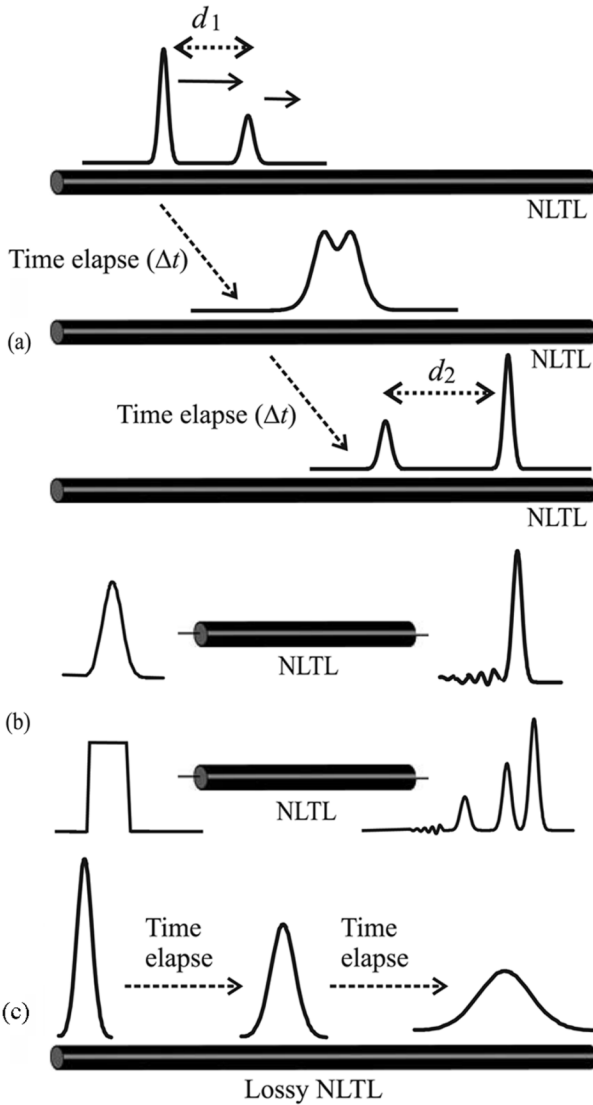 d1
NLTL
Time elapse (Δt)
(a)
NLTL
d2
Time elapse (Δt)
NLTL
NLTL
(b)
NLTL
Time
elapse
Time
elapse
(c)
Lossy NLTL